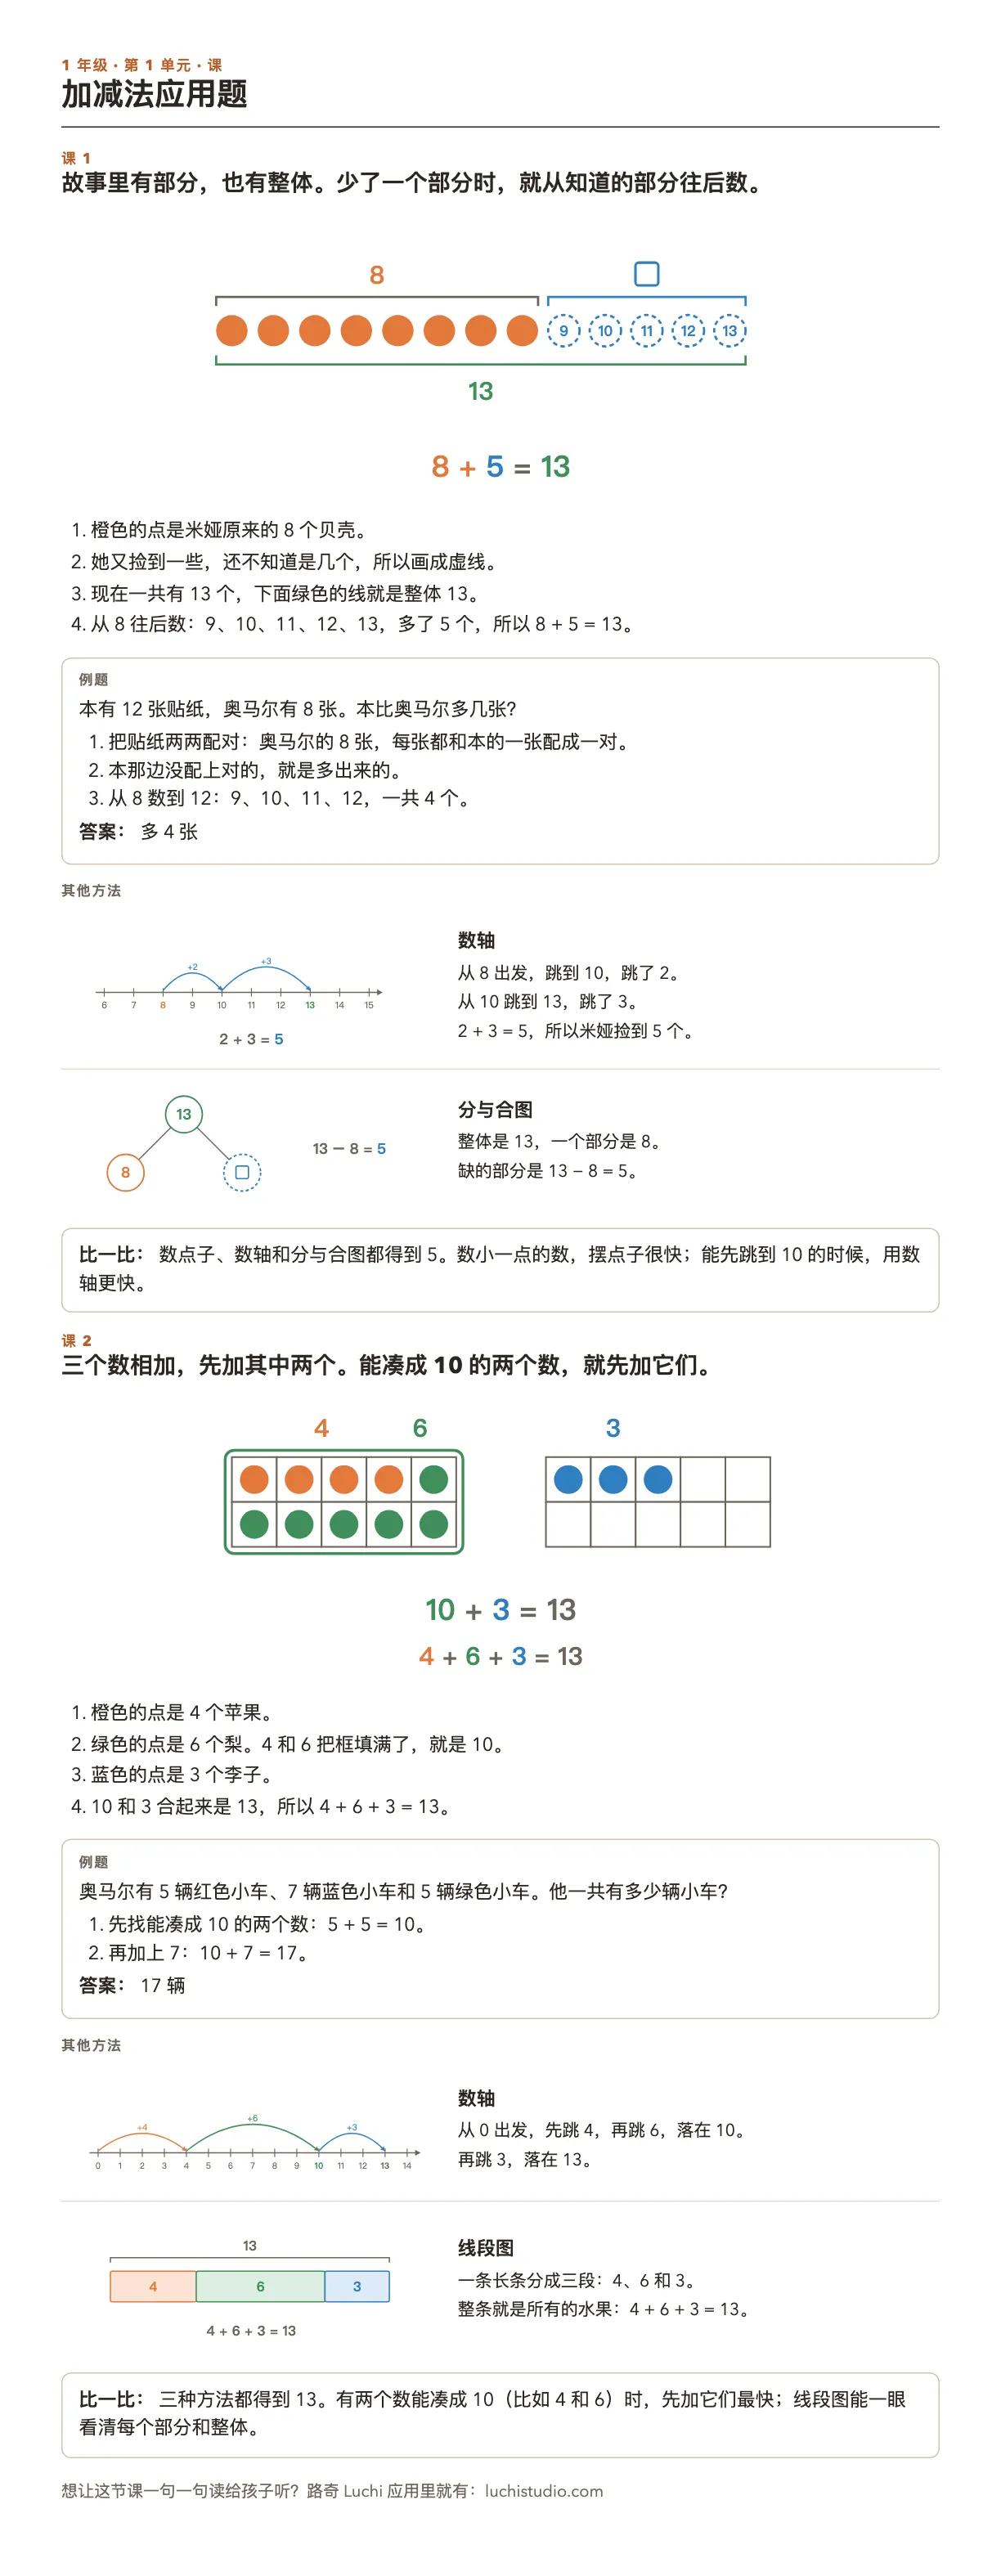 1 年级 · 第 1 单元 · 课
加减法应用题
课 1
故事里有部分，也有整体。少了一个部分时，就从知道的部分往后数。
8
9 10 11 12 13
13
8 + 5 = 13
1. 橙色的点是米娅原来的 8 个贝壳。
2. 她又捡到一些，还不知道是几个，所以画成虚线。
3. 现在一共有 13 个，下面绿色的线就是整体 13。
4. 从 8 往后数：9、10、11、12、13，多了 5 个，所以 8 + 5 = 13。
例题
本有 12 张贴纸，奥马尔有 8 张。本比奥马尔多几张？
1. 把贴纸两两配对：奥马尔的 8 张，每张都和本的一张配成一对。
2. 本那边没配上对的，就是多出来的。
3. 从 8 数到 12：9、10、11、12，一共 4 个。
答案： 多 4 张
其他方法
+2 +3
6 7 8 9 10 11 12 13 14 15
2 + 3 = 5
数轴
从 8 出发，跳到 10，跳了 2。
从 10 跳到 13，跳了 3。
2 + 3 = 5，所以米娅捡到 5 个。
13
8
13 − 8 = 5
分与合图
整体是 13，一个部分是 8。
缺的部分是 13 − 8 = 5。
比一比： 数点子、数轴和分与合图都得到 5。数小一点的数，摆点子很快；能先跳到 10 的时候，用数
轴更快。
课 2
三个数相加，先加其中两个。能凑成 10 的两个数，就先加它们。
4 6 3
10 + 3 = 13
4 + 6 + 3 = 13
1. 橙色的点是 4 个苹果。
2. 绿色的点是 6 个梨。4 和 6 把框填满了，就是 10。
3. 蓝色的点是 3 个李子。
4. 10 和 3 合起来是 13，所以 4 + 6 + 3 = 13。
例题
奥马尔有 5 辆红色小车、7 辆蓝色小车和 5 辆绿色小车。他一共有多少辆小车？
1. 先找能凑成 10 的两个数：5 + 5 = 10。
2. 再加上 7：10 + 7 = 17。
答案： 17 辆
其他方法
+4 +6 +3
0 1 2 3 4 5 6 7 8 9 10 11 12 13 14
数轴
从 0 出发，先跳 4，再跳 6，落在 10。
再跳 3，落在 13。
13
4 6 3
4 + 6 + 3 = 13
线段图
一条长条分成三段：4、6 和 3。
整条就是所有的水果：4 + 6 + 3 = 13。
比一比： 三种方法都得到 13。有两个数能凑成 10（比如 4 和 6）时，先加它们最快；线段图能一眼
看清每个部分和整体。
想让这节课一句一句读给孩子听？路奇 Luchi 应用里就有：luchistudio.com